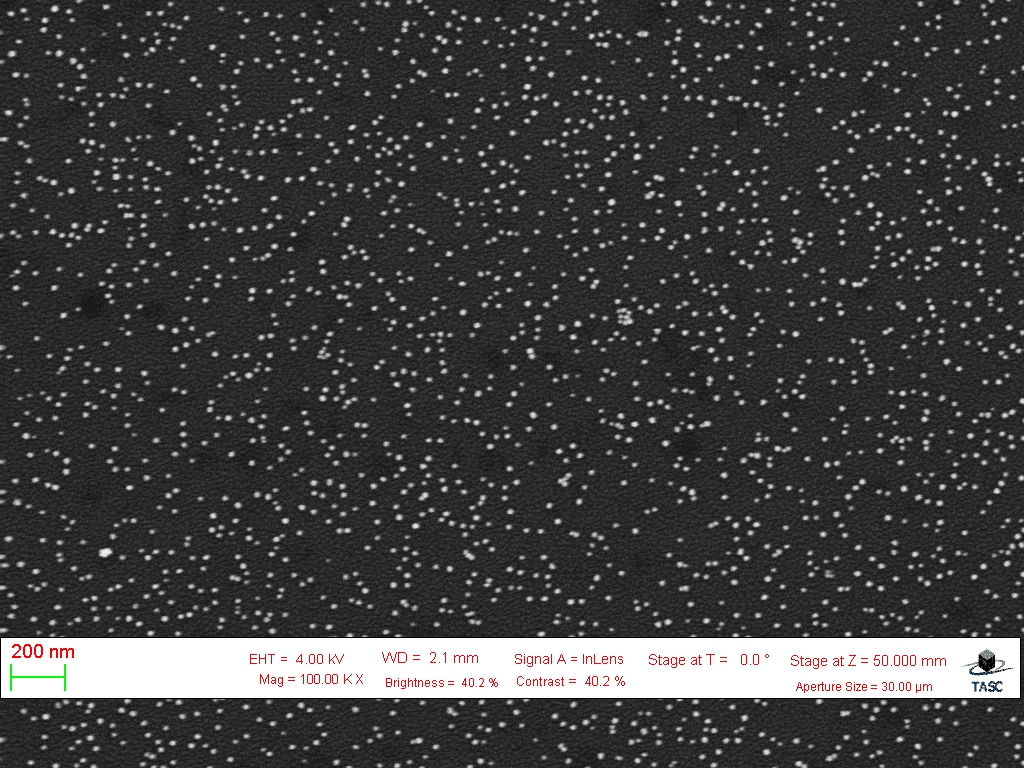 200 nm
EHT = 4.00 kV WD = 2.1 mm Signal A = InLens Stage at T = 0.0 ° Stage at Z = 50.000 mm
Mag = 100.00 K X Brightness = 40.2 % Contrast = 40.2 % Aperture Size = 30.00 µm
TASC